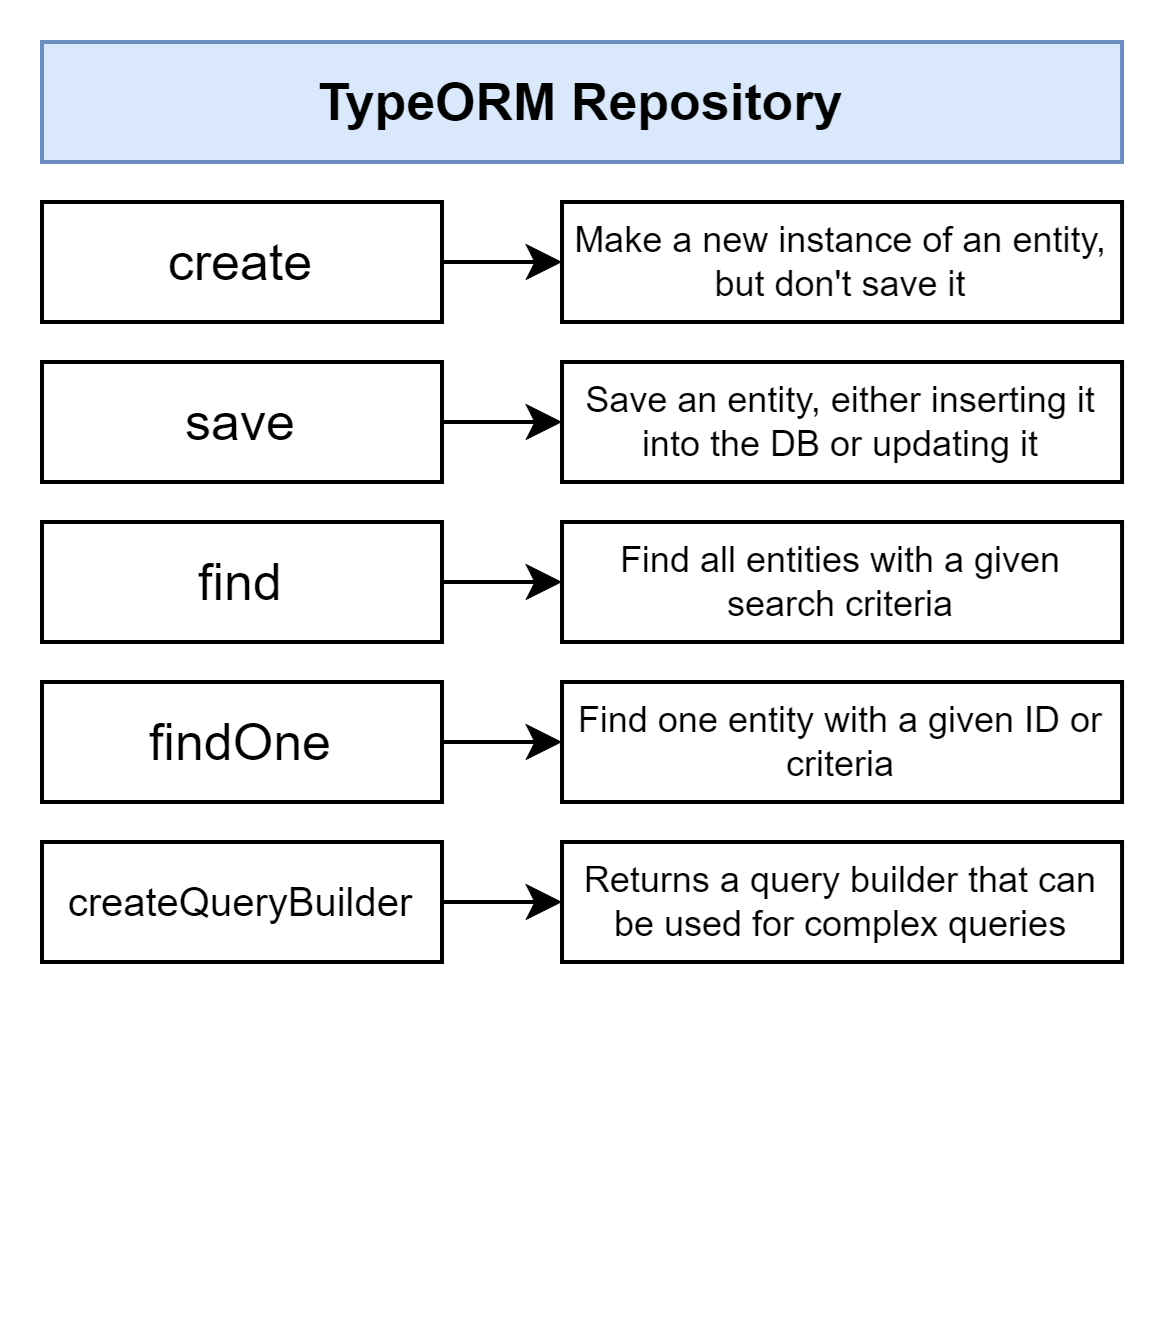 TypeORM Repository
create
Make a new instance of an entity,
but don't save it
save
Save an entity, either inserting it
into the DB or updating it
find
Find all entities with a given
search criteria
findOne
Find one entity with a given ID or
criteria
createQueryBuilder
Returns a query builder that can
be used for complex queries